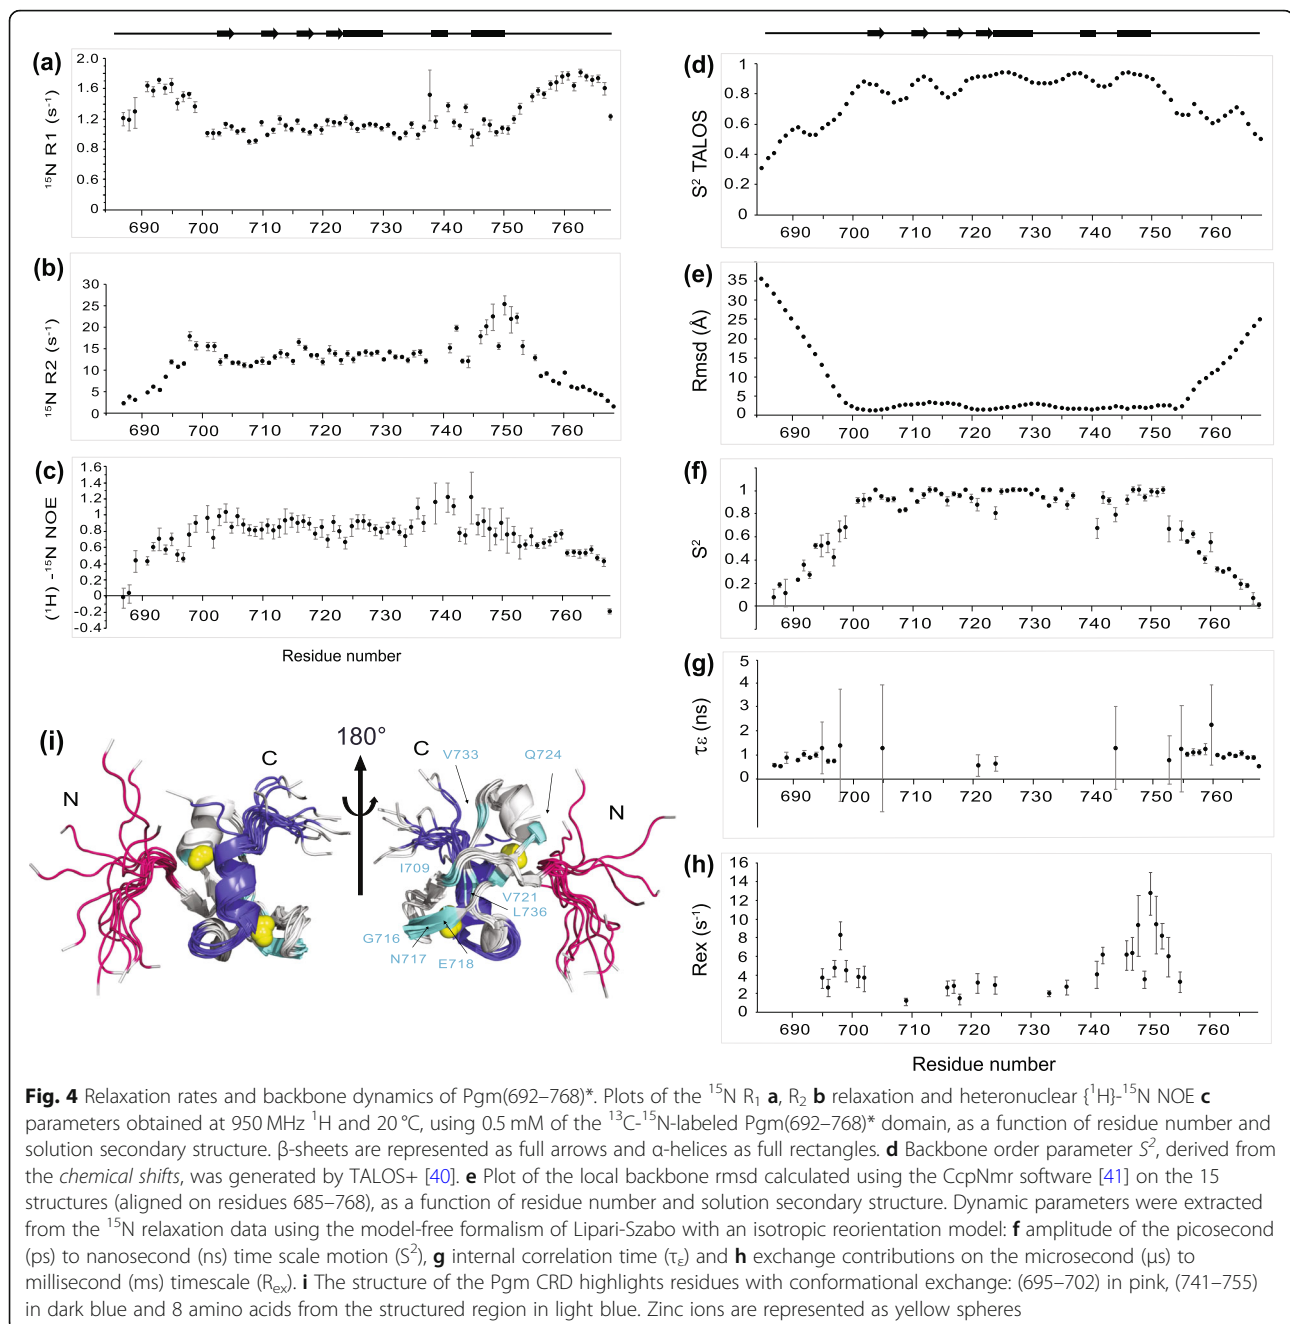 (a)
15N R1 (s-1)
2.0
1.6
1.2
0.8
0.6
0
690 700 710 720 730 740 750 760
(b)
15N R2 (s-1)
30
25
20
15
10
5
0
690 700 710 720 730 740 750 760
(c)
(1H) -15N NOE
1.6
1.4
1.2
1
0.8
0.6
0.4
0.2
0
-0.2
-0.4
690 700 710 720 730 740 750 760
Residue number
(d)
S2 TALOS
1
0.8
0.6
0.4
0.2
0
690 700 710 720 730 740 750 760
(e)
Rmsd (Å)
35
30
25
20
15
10
5
0
690 700 710 720 730 740 750 760
(f)
S2
1
0.8
0.6
0.4
0.2
0
690 700 710 720 730 740 750 760
(g)
τε (ns)
5
4
3
2
1
0
690 700 710 720 730 740 750 760
(h)
Rex (s-1)
16
14
12
10
8
6
4
2
0
690 700 710 720 730 740 750 760
Residue number
(i)
N
C
180°
C
V733
Q724
N
I709
V721
L736
G716
N717
E718
Fig. 4 Relaxation rates and backbone dynamics of Pgm(692–768)*. Plots of the 15N R1 a, R2 b relaxation and heteronuclear {1H}-15N NOE c
parameters obtained at 950 MHz 1H and 20 °C, using 0.5 mM of the 13C-15N-labeled Pgm(692–768)* domain, as a function of residue number and
solution secondary structure. β-sheets are represented as full arrows and α-helices as full rectangles. d Backbone order parameter S2, derived from
the chemical shifts, was generated by TALOS+ [40]. e Plot of the local backbone rmsd calculated using the CcpNmr software [41] on the 15
structures (aligned on residues 685–768), as a function of residue number and solution secondary structure. Dynamic parameters were extracted
from the 15N relaxation data using the model-free formalism of Lipari-Szabo with an isotropic reorientation model: f amplitude of the picosecond
(ps) to nanosecond (ns) time scale motion (S2), g internal correlation time (τε) and h exchange contributions on the microsecond (μs) to
millisecond (ms) timescale (Rex). i The structure of the Pgm CRD highlights residues with conformational exchange: (695–702) in pink, (741–755)
in dark blue and 8 amino acids from the structured region in light blue. Zinc ions are represented as yellow spheres